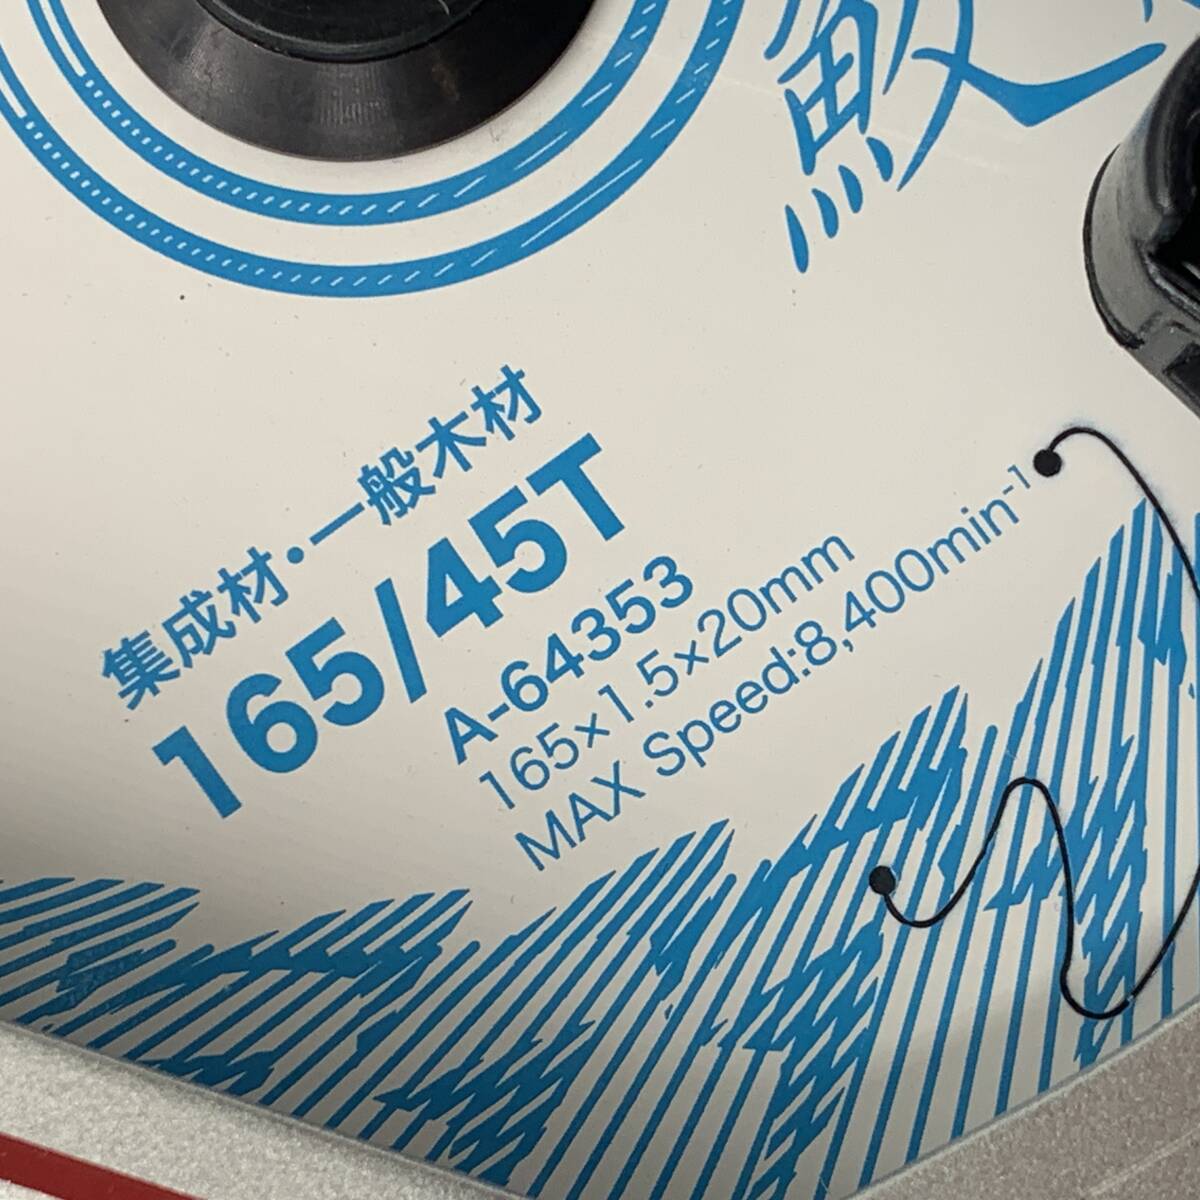 鮫
集成材・一般木材
165/45T
A-64353
165×1.5×20mm
MAX Speed:8,400min⁻¹